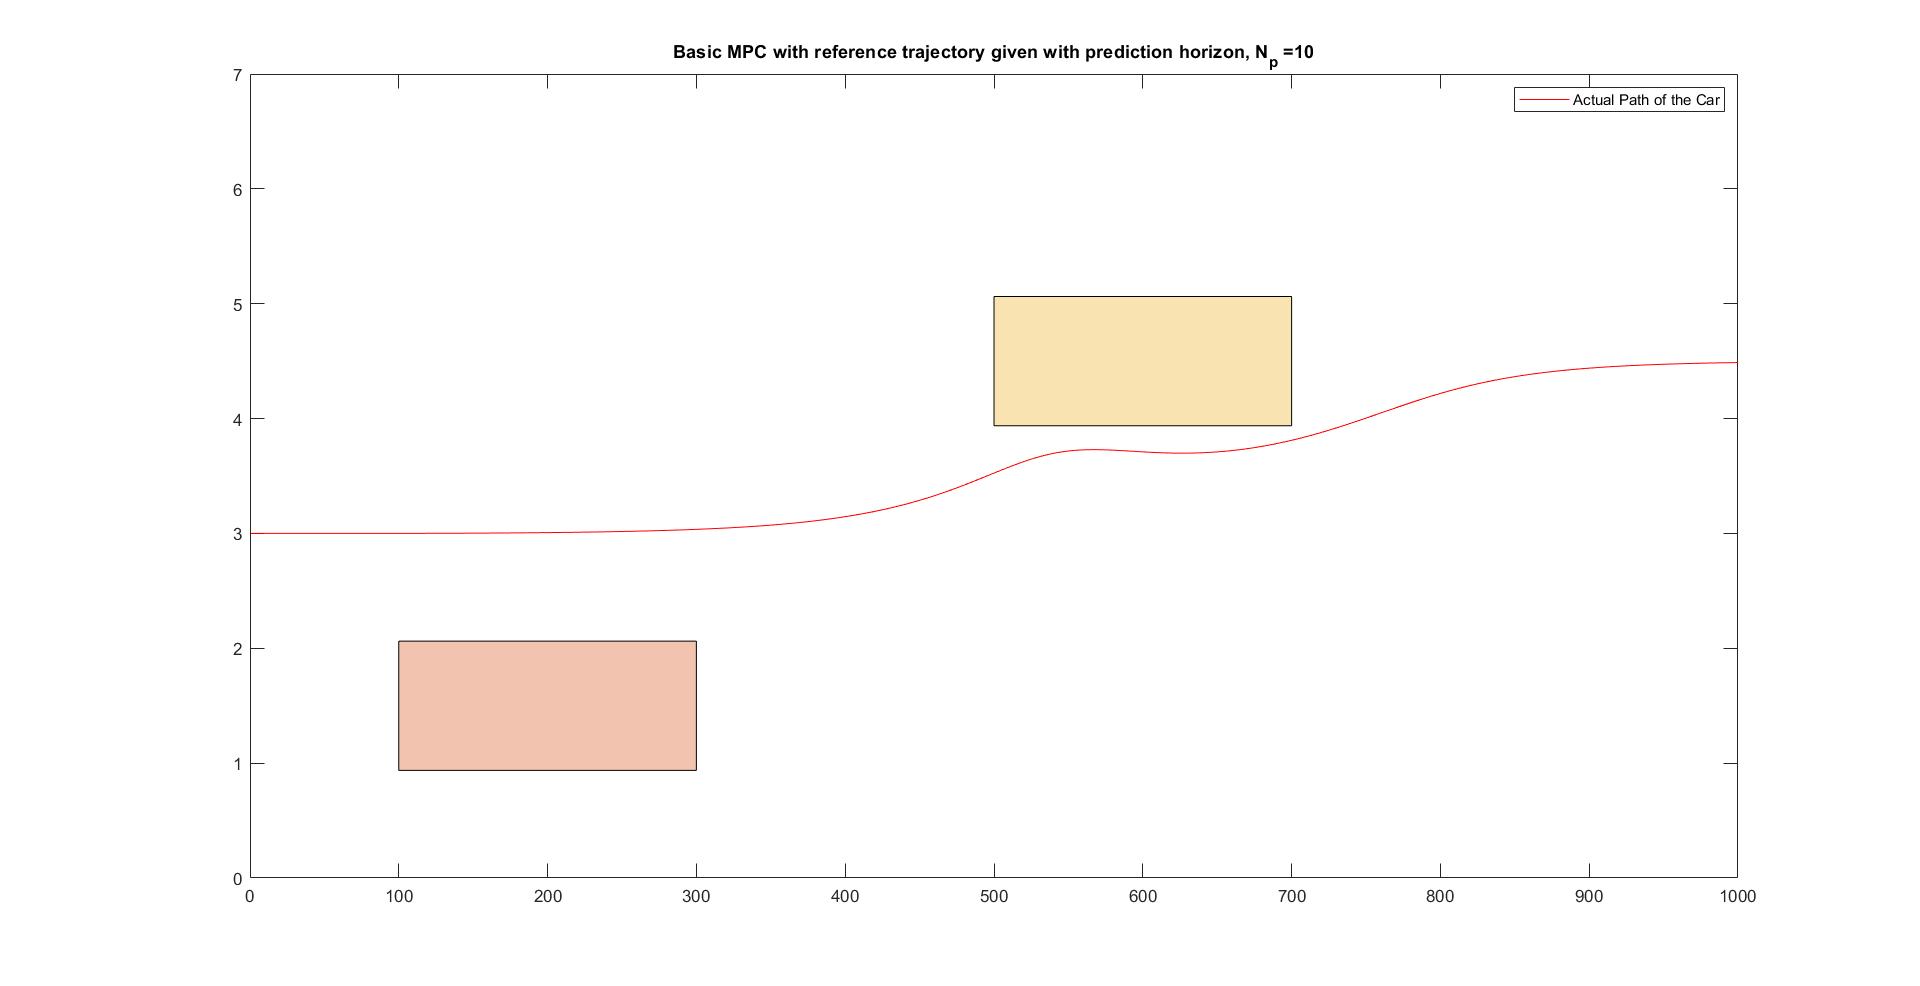 Basic MPC with reference trajectory given with prediction horizon, Np =10
Actual Path of the Car
7
6
5
4
3
2
1
0
0 100 200 300 400 500 600 700 800 900 1000